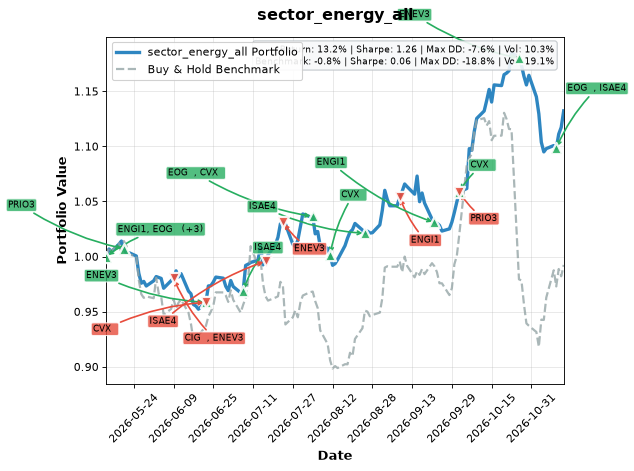 sector_energy_all
ENEV3
sector_energy_all Portfolio
Buy & Hold Benchmark
rn: 13.2% | Sharpe: 1.26 | Max DD: -7.6% | Vol: 10.3%
Benchmark: -0.8% | Sharpe: 0.06 | Max DD: -18.8% | Vol: 19.1%
EOG , ISAE4
1.15
1.10
1.05
1.00
0.95
0.90
Portfolio Value
ENGI1
EOG , CVX
CVX
CVX
PRIO3
ISAE4
PRIO3
ENGI1, EOG (+3)
ENGI1
ISAE4
ENEV3
ENEV3
ISAE4
CVX
CIG , ENEV3
2026-05-24
2026-06-09
2026-06-25
2026-07-11
2026-07-27
2026-08-12
2026-08-28
2026-09-13
2026-09-29
2026-10-15
2026-10-31
Date